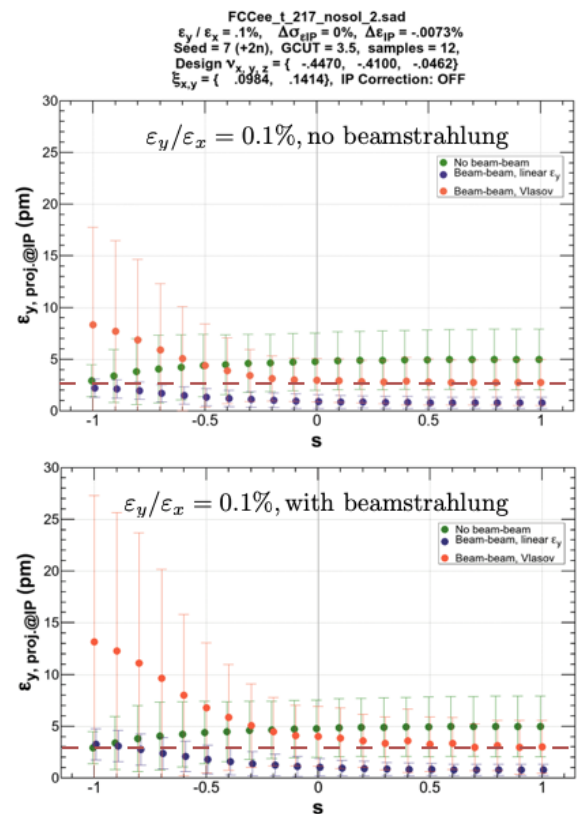 FCCee_t_217_nosol_2.sad
εy / εx = .1%, ΔσεIP = 0%, ΔεIP = -.0073%
Seed = 7 (+2n), GCUT = 3.5, samples = 12,
Design νx, y, z = { -.4470, -.4100, -.0462}
ξx,y = { .0984, .1414}, IP Correction: OFF
εy/εx = 0.1%, no beamstrahlung
No beam-beam
Beam-beam, linear εy
Beam-beam, Vlasov
εy, proj.@IP (pm)
30
25
20
15
10
5
0
-1 -0.5 0 0.5 1
s
εy/εx = 0.1%, with beamstrahlung
No beam-beam
Beam-beam, linear εy
Beam-beam, Vlasov
εy, proj.@IP (pm)
30
25
20
15
10
5
0
-1 -0.5 0 0.5 1
s